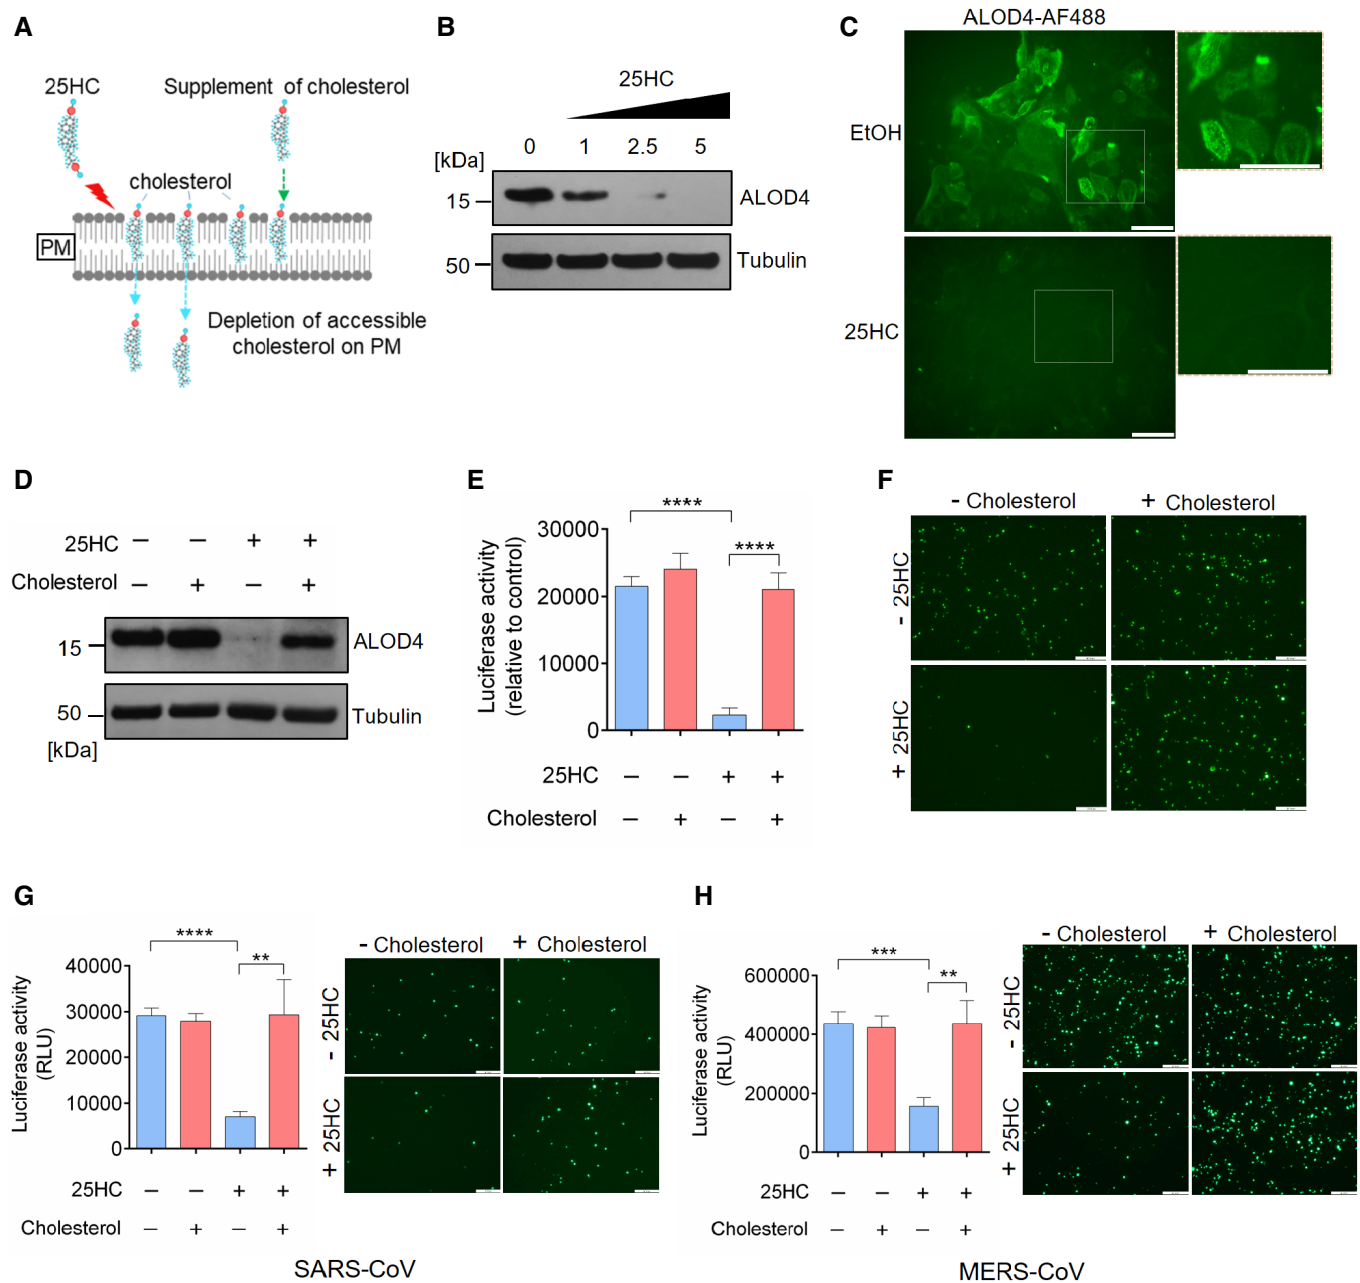 A
25HC
Supplement of cholesterol
cholesterol
PM
Depletion of accessible
cholesterol on PM
B
25HC
[kDa]
0 1 2.5 5
15
ALOD4
50
Tubulin
C
ALOD4-AF488
EtOH
25HC
D
25HC − − + +
Cholesterol − + − +
15
ALOD4
50
Tubulin
[kDa]
E
****
****
Luciferase activity
(relative to control)
30000
20000
10000
0
25HC − − + +
Cholesterol − + − +
F
- Cholesterol
+ Cholesterol
- 25HC
+ 25HC
G
****
**
Luciferase activity
(RLU)
40000
30000
20000
10000
0
25HC − − + +
Cholesterol − + − +
- Cholesterol
+ Cholesterol
- 25HC
+ 25HC
SARS-CoV
H
***
**
Luciferase activity
(RLU)
600000
400000
200000
0
25HC − − + +
Cholesterol − + − +
- Cholesterol
+ Cholesterol
- 25HC
+ 25HC
MERS-CoV